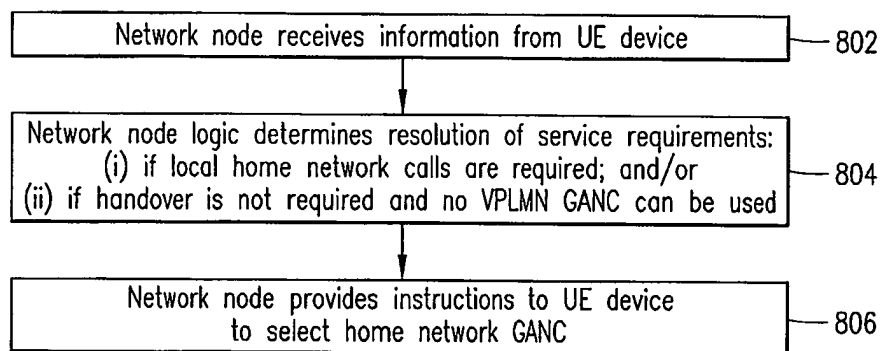 Network node receives information from UE device
802
Network node logic determines resolution of service requirements:
(i) if local home network calls are required; and/or
(ii) if handover is not required and no VPLMN GANC can be used
804
Network node provides instructions to UE device
to select home network GANC
806